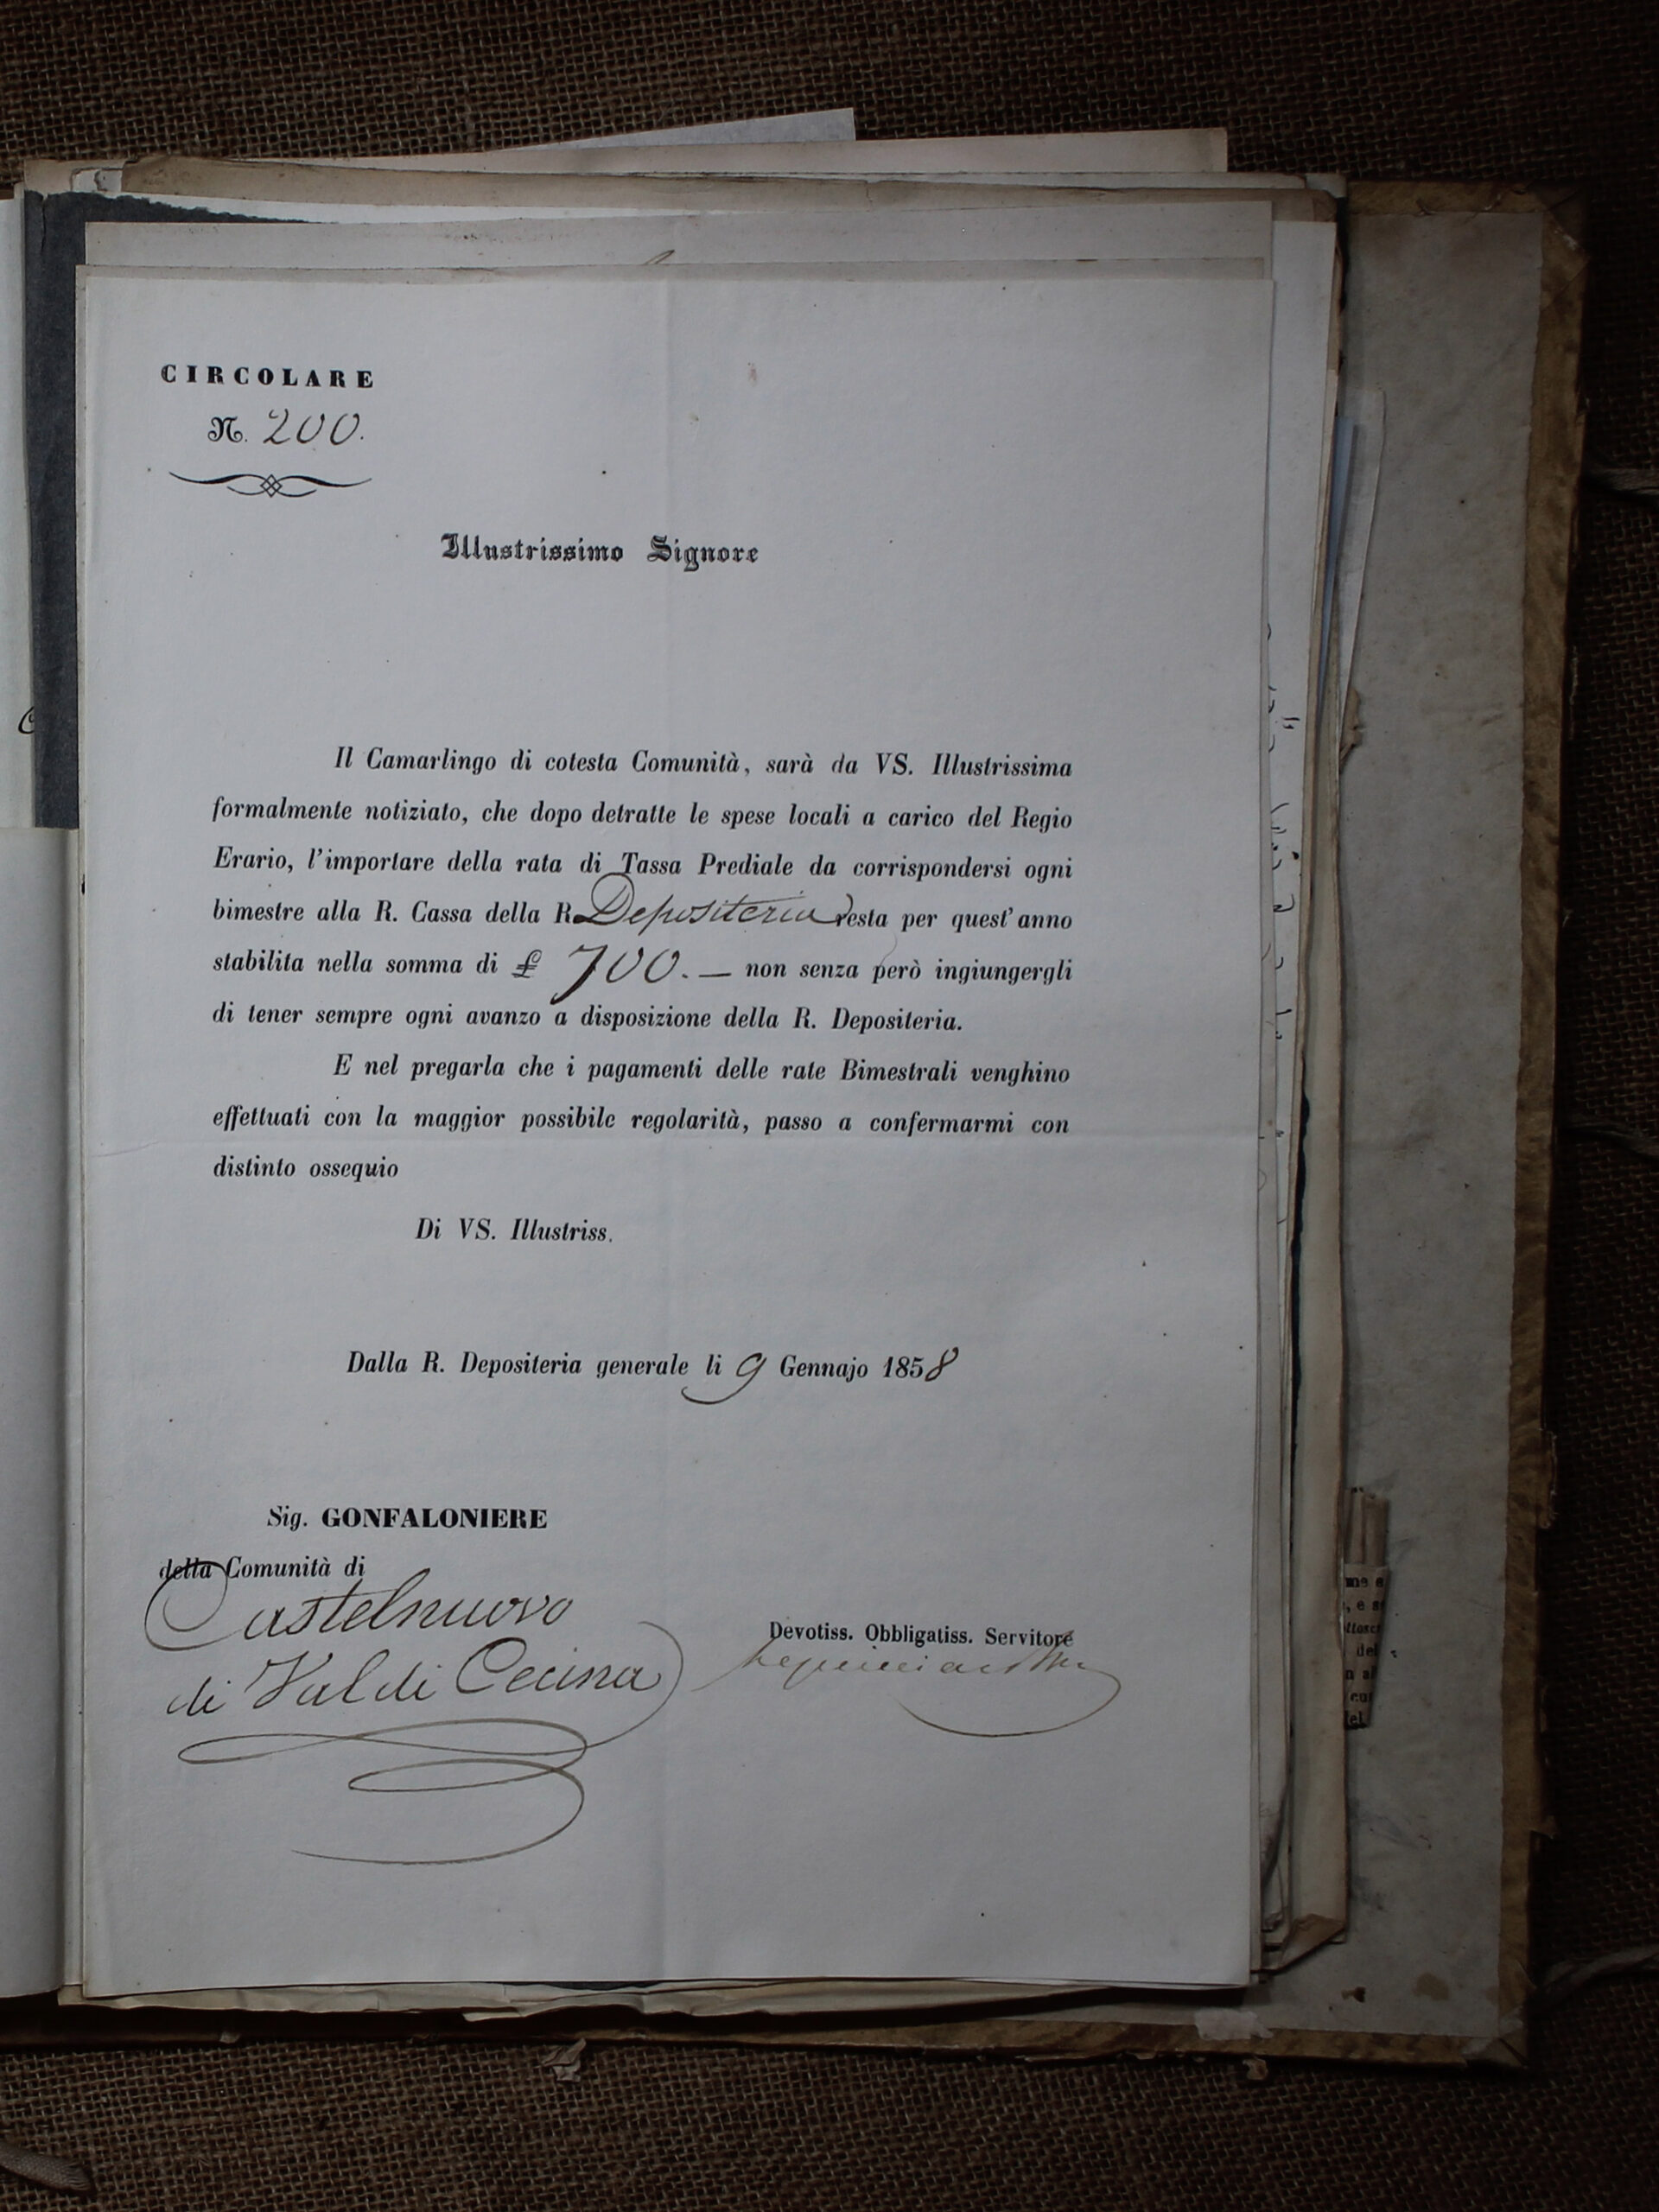 CIRCOLARE
N. 200.
Illustrissimo Signore
Il Camarlingo di cotesta Comunità, sarà da VS. Illustrissima
formalmente notiziato, che dopo detratte le spese locali a carico del Regio
Erario, l'importare della rata di Tassa Prediale da corrispondersi ogni
bimestre alla R. Cassa della R. Depositeria resta per quest' anno
stabilita nella somma di £ 700. — non senza però ingiungergli
di tener sempre ogni avanzo a disposizione della R. Depositeria.
E nel pregarla che i pagamenti delle rate Bimestrali venghino
effettuati con la maggior possibile regolarità, passo a confermarmi con
distinto ossequio
Di VS. Illustriss.
Dalla R. Depositeria generale li 9 Gennajo 1858
Sig. GONFALONIERE
della Comunità di
Castelnuovo
di Val di Cecina
Devotiss. Obbligatiss. Servitore